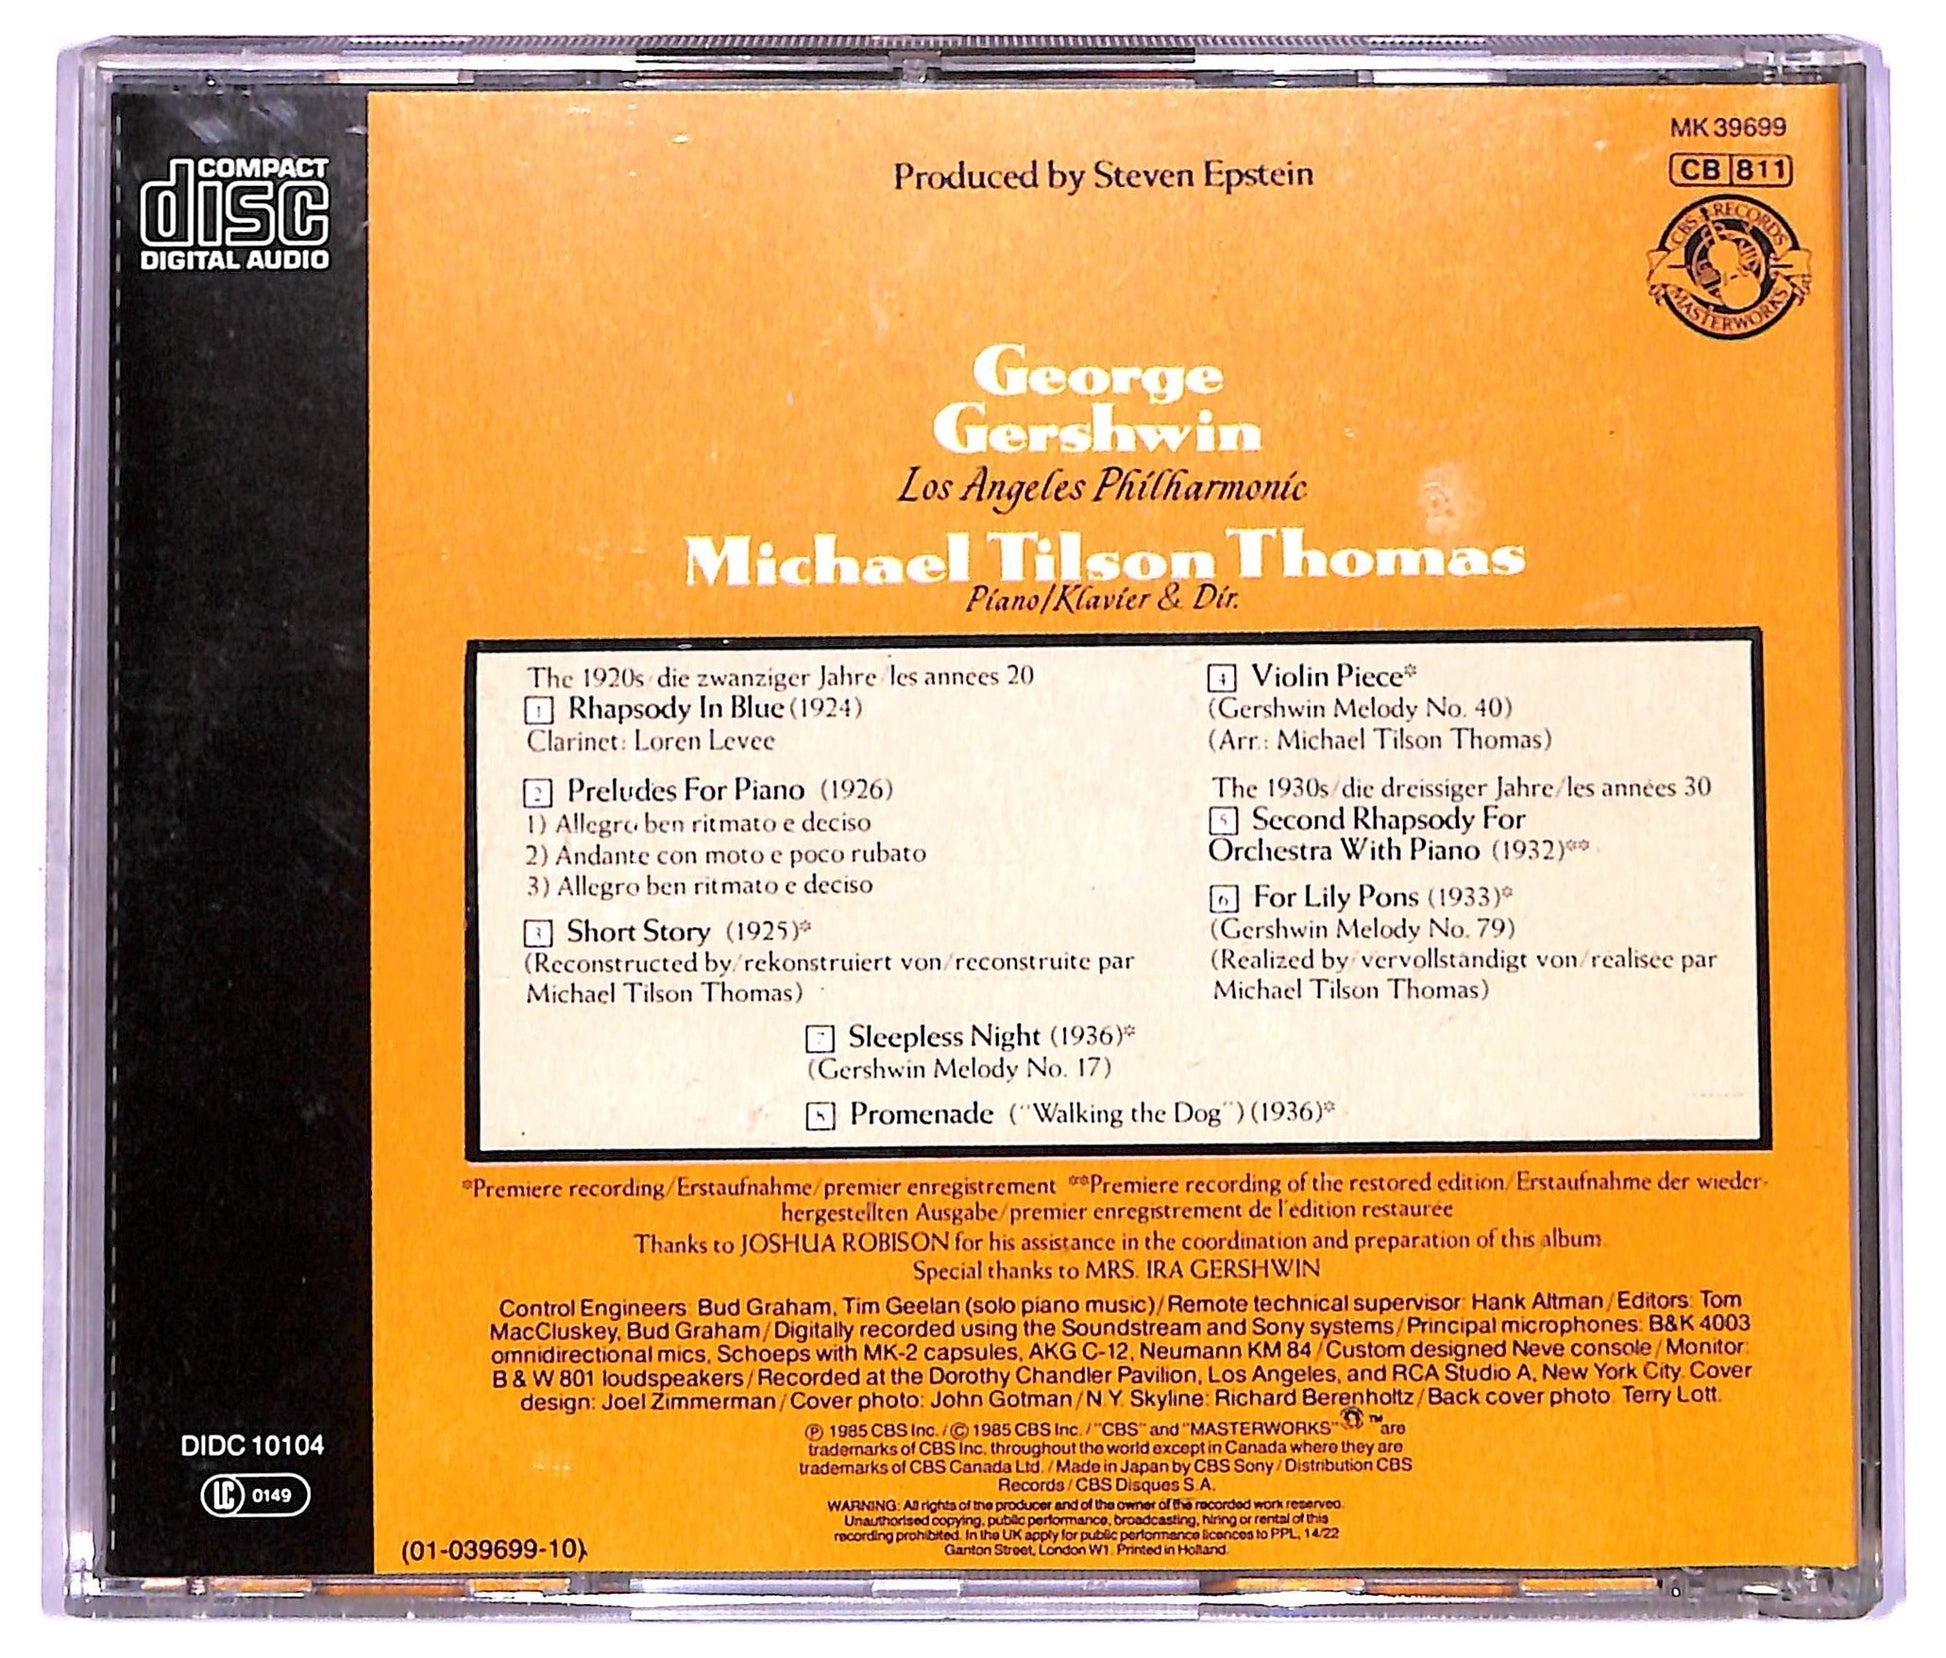 COMPACT
disc
DIGITAL AUDIO
MK 39699
CB 811
CBS RECORDS
MASTERWORKS
Produced by Steven Epstein
George
Gershwin
Los Angeles Philharmonic
Michael Tilson Thomas
Piano/Klavier & Dir.
The 1920s/die zwanziger Jahre/les annees 20
1 Rhapsody In Blue (1924)
Clarinet: Loren Levee
2 Preludes For Piano (1926)
1) Allegro ben ritmato e deciso
2) Andante con moto e poco rubato
3) Allegro ben ritmato e deciso
3 Short Story (1925)*
(Reconstructed by/rekonstruiert von/reconstruite par
Michael Tilson Thomas)
4 Violin Piece*
(Gershwin Melody No. 40)
(Arr.: Michael Tilson Thomas)
The 1930s/die dreissiger Jahre/les annees 30
5 Second Rhapsody For
Orchestra With Piano (1932)**
6 For Lily Pons (1933)*
(Gershwin Melody No. 79)
(Realized by/vervollstandigt von/realisee par
Michael Tilson Thomas)
7 Sleepless Night (1936)*
(Gershwin Melody No. 17)
8 Promenade ("Walking the Dog") (1936)*
*Premiere recording/Erstaufnahme/premier enregistrement **Premiere recording of the restored edition/Erstaufnahme der wieder-
hergestellten Ausgabe/premier enregistrement de l'édition restaurée
Thanks to JOSHUA ROBISON for his assistance in the coordination and preparation of this album.
Special thanks to MRS. IRA GERSHWIN
Control Engineers: Bud Graham, Tim Geelan (solo piano music)/Remote technical supervisor: Hank Altman/Editors: Tom
MacCluskey, Bud Graham/Digitally recorded using the Soundstream and Sony systems/Principal microphones: B&K 4003
omnidirectional mics, Schoeps with MK-2 capsules, AKG C-12, Neumann KM 84/Custom designed Neve console/Monitor:
B & W 801 loudspeakers/Recorded at the Dorothy Chandler Pavilion, Los Angeles, and RCA Studio A, New York City. Cover
design: Joel Zimmerman/Cover photo: John Gotman/N.Y. Skyline: Richard Berenholtz/Back cover photo: Terry Lott.
℗ 1985 CBS Inc./© 1985 CBS Inc./"CBS" and "MASTERWORKS" ™ are
trademarks of CBS Inc. throughout the world except in Canada where they are
trademarks of CBS Canada Ltd./Made in Japan by CBS Sony/Distribution CBS
Records/CBS Disques S.A.
WARNING: All rights of the producer and of the owner of the recorded work reserved.
Unauthorised copying, public performance, broadcasting, hiring or rental of this
recording prohibited. In the UK apply for public performance licences to PPL, 14/22
Ganton Street, London W1. Printed in Holland.
DIDC 10104
LC 0149
(01-039699-10)